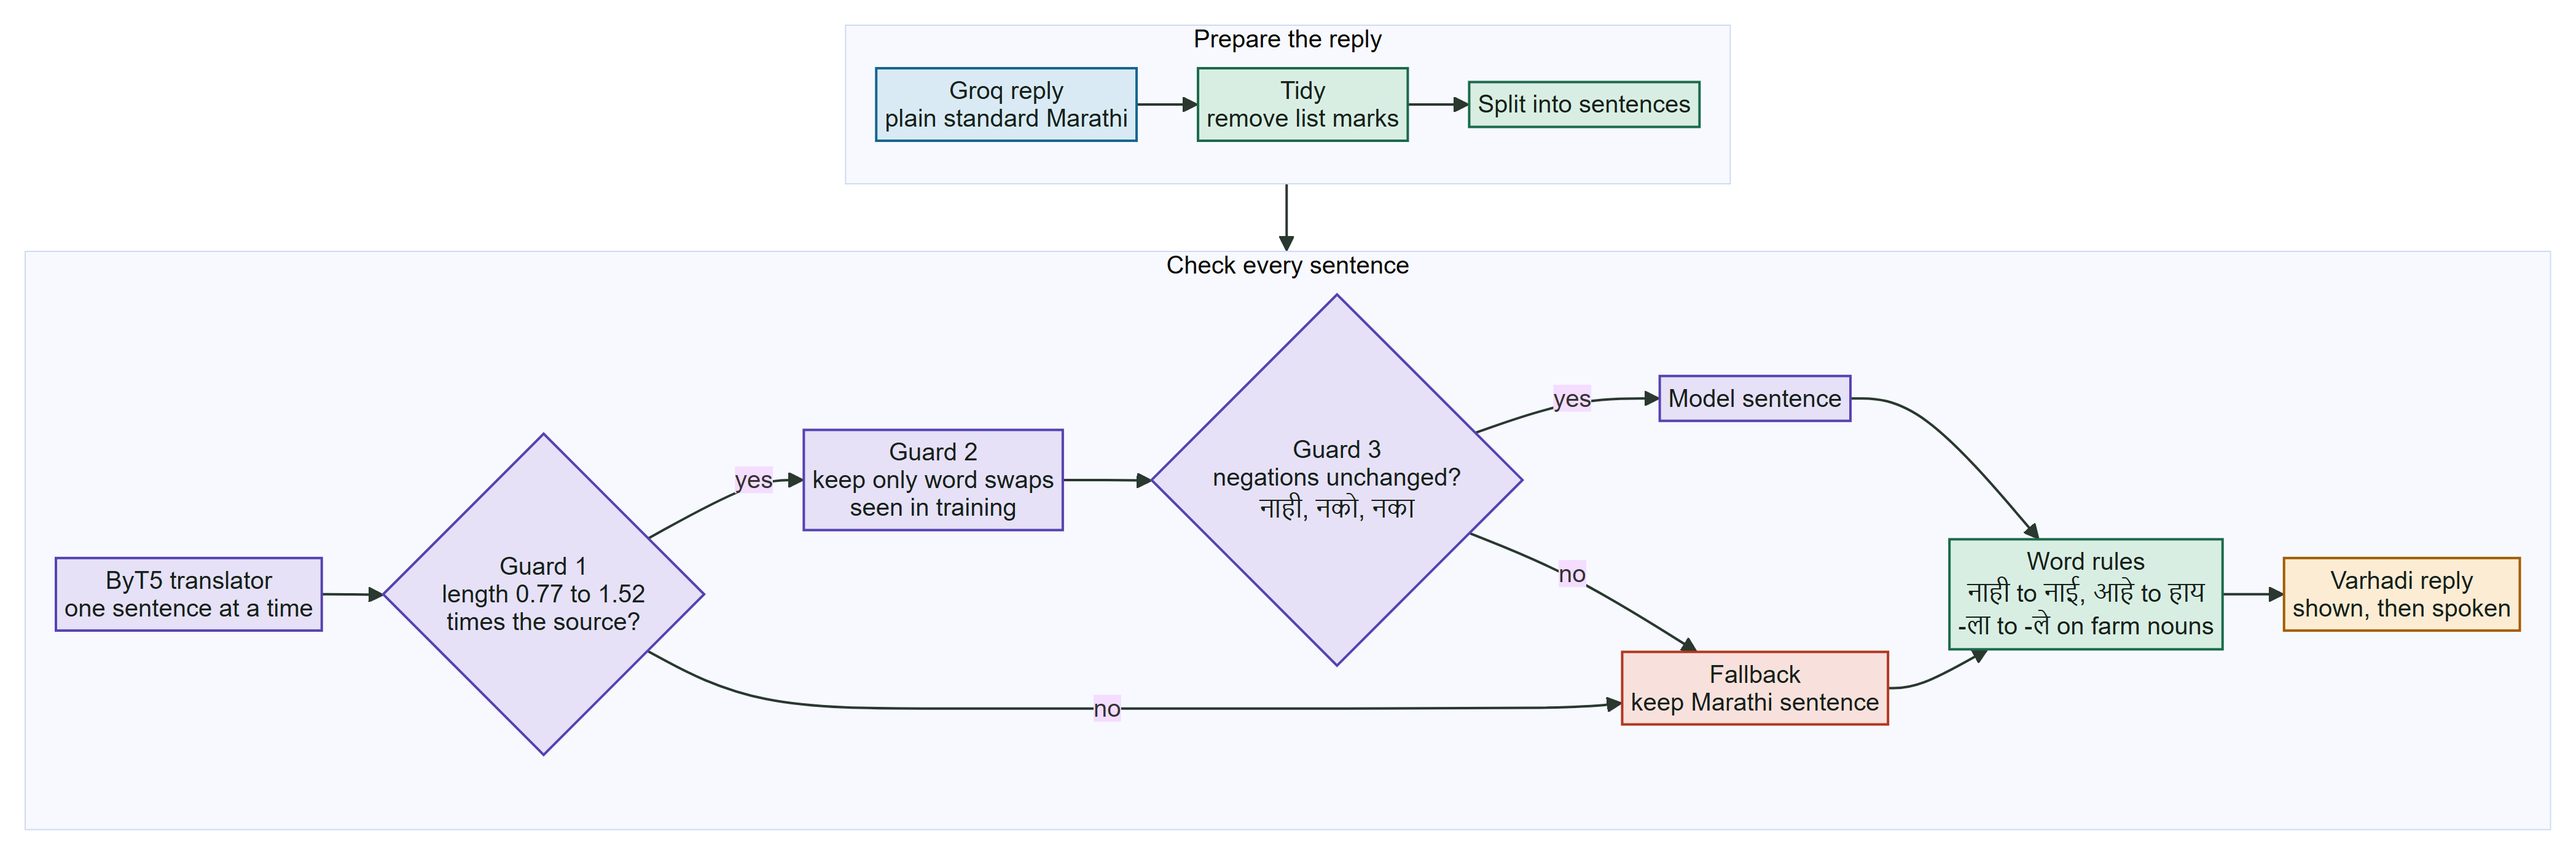 Prepare the reply
Groq reply
plain standard Marathi
Tidy
remove list marks
Split into sentences
Check every sentence
ByT5 translator
one sentence at a time
Guard 1
length 0.77 to 1.52
times the source?
yes
no
Guard 2
keep only word swaps
seen in training
Guard 3
negations unchanged?
नाही, नको, नका
yes
no
Model sentence
Fallback
keep Marathi sentence
Word rules
नाही to नाई, आहे to हाय
-ला to -ले on farm nouns
Varhadi reply
shown, then spoken